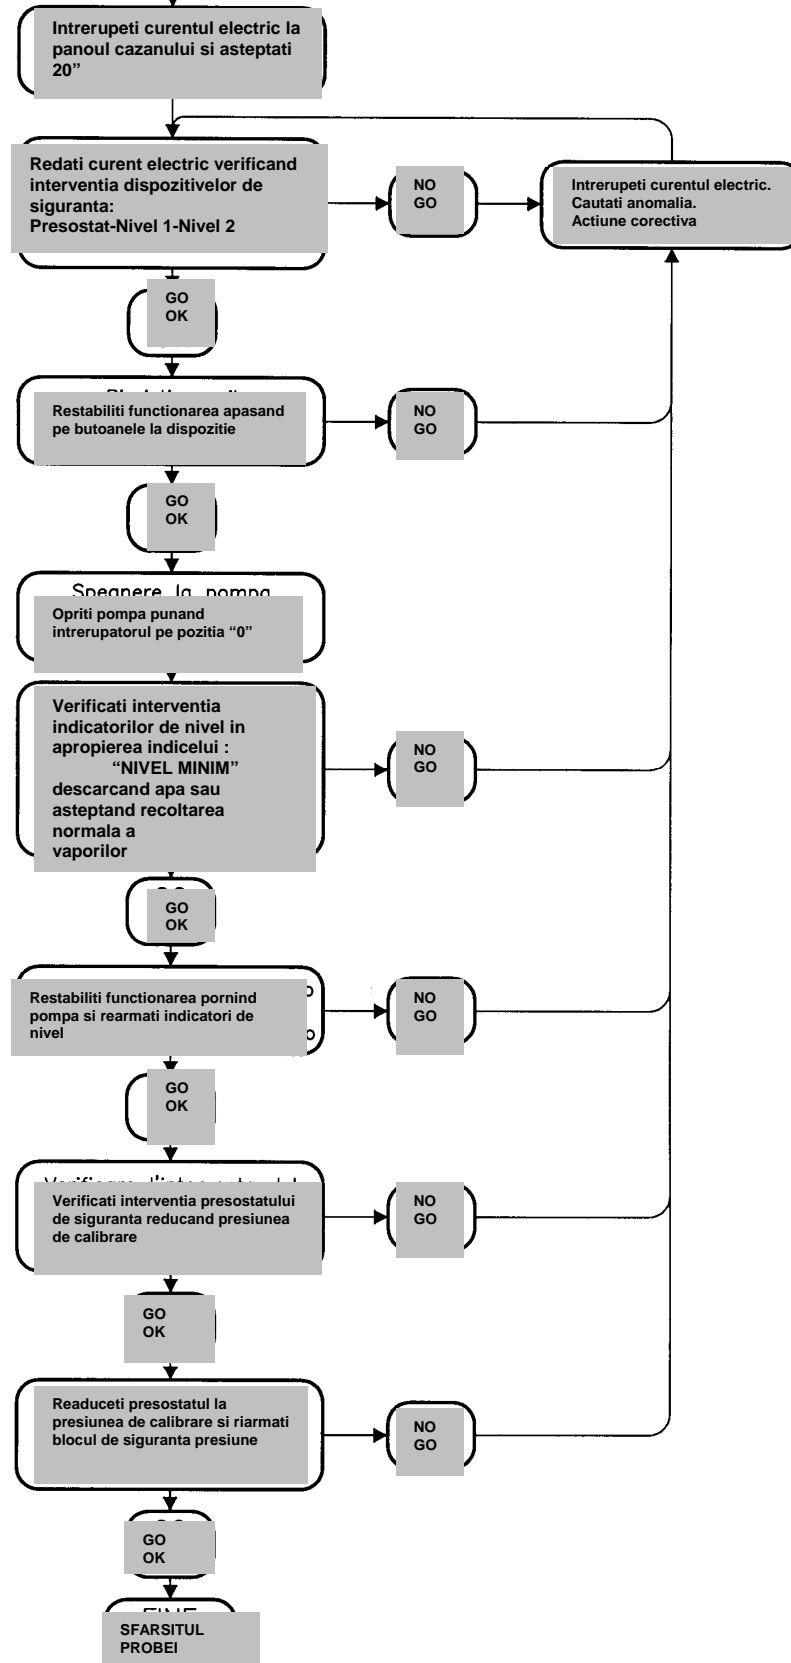 Intrerupeti curentul electric la
panoul cazanului si asteptati
20”
Redati curent electric verificand
interventia dispozitivelor de
siguranta:
Presostat-Nivel 1-Nivel 2
NO
GO
Intrerupeti curentul electric.
Cautati anomalia.
Actiune corectiva
GO
OK
Restabiliti functionarea apasand
pe butoanele la dispozitie
NO
GO
GO
OK
Spegnere la pompa
Opriti pompa punand
intrerupatorul pe pozitia “0”
Verificati interventia
indicatorilor de nivel in
apropierea indicelui :
“NIVEL MINIM”
descarcand apa sau
asteptand recoltarea
normala a
vaporilor
NO
GO
GO
OK
Restabiliti functionarea pornind
pompa si rearmati indicatori de
nivel
NO
GO
GO
OK
Verificati interventia presostatului
de siguranta reducand presiunea
de calibrare
NO
GO
GO
OK
Readuceti presostatul la
presiunea de calibrare si riarmati
blocul de siguranta presiune
NO
GO
GO
OK
FINE
SFARSITUL
PROBEI